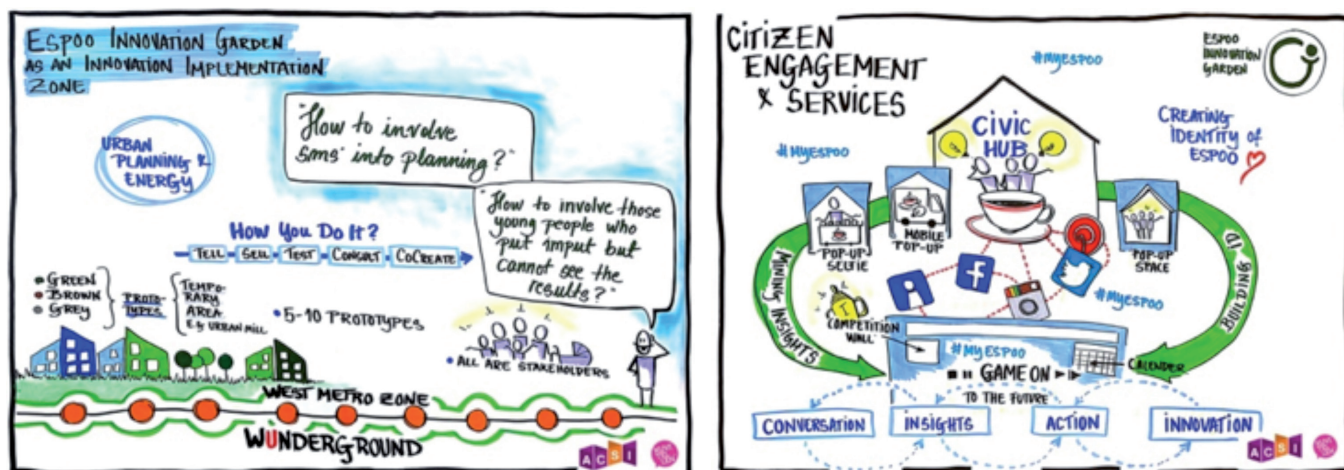 ESPOO INNOVATION GARDEN
AS AN INNOVATION IMPLEMENTATION
ZONE
URBAN
PLANNING &
ENERGY
"How to involve
sms' into planning?"
"How to involve those
young people who
put imput but
cannot see the
results?"
How You Do It?
TELL SELL TEST CONSULT COCREATE
GREEN
BROWN
GREY
PROTO-
TYPES
TEMPO-
RARY
AREA
E.g URBAN MILL
5-10 PROTOTYPES
ALL ARE STAKEHOLDERS
WEST METRO ZONE
WUNDERGROUND
ACSI
CITIZEN
ENGAGEMENT
& SERVICES
#MYESPOO
ESPOO
INNOVATION
GARDEN
CREATING
IDENTITY of
ESPOO
#MYESPOO
CIVIC
HUB
POP-UP
SELFIE
MOBILE
POP-UP
POP-UP
SPACE
MINING INSIGHTS
BUILDING ID
#MYESPOO
COMPETITION
WALL
#MYESPOO
GAME ON
TO THE FUTURE
CALENDER
CONVERSATION
INSIGHTS
ACTION
INNOVATION
ACSI